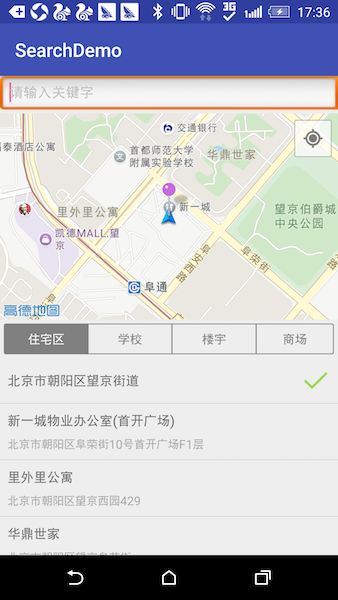 3G
17:36
SearchDemo
请输入关键字
交通银行
泰酒店公寓
首都师范大学
附属实验学校
华鼎世家
里外里公寓
新一城
望京伯爵城
中央公园
凯德MALL.望
京
阜安西路
阜荣街
阜通
高德地图
住宅区
学校
楼宇
商场
北京市朝阳区望京街道
新一城物业办公室(首开广场)
北京市朝阳区阜荣街10号首开广场F1层
里外里公寓
北京市朝阳区望京西园429
华鼎世家